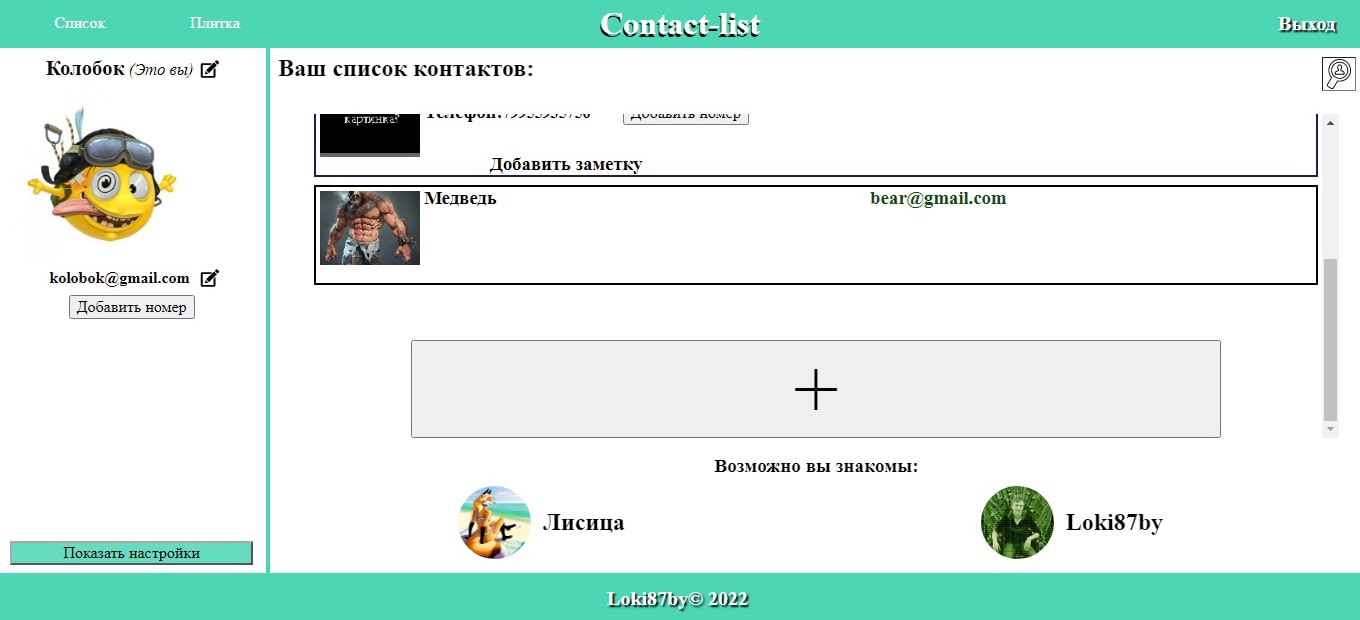 Список Плитка Contact-list Выход
Колобок (Это вы)
Ваш список контактов:
картинка?
Телефон: Добавить номер
Добавить заметку
Медведь bear@gmail.com
kolobok@gmail.com
Добавить номер
Возможно вы знакомы:
Лисица Loki87by
Показать настройки
Loki87by© 2022